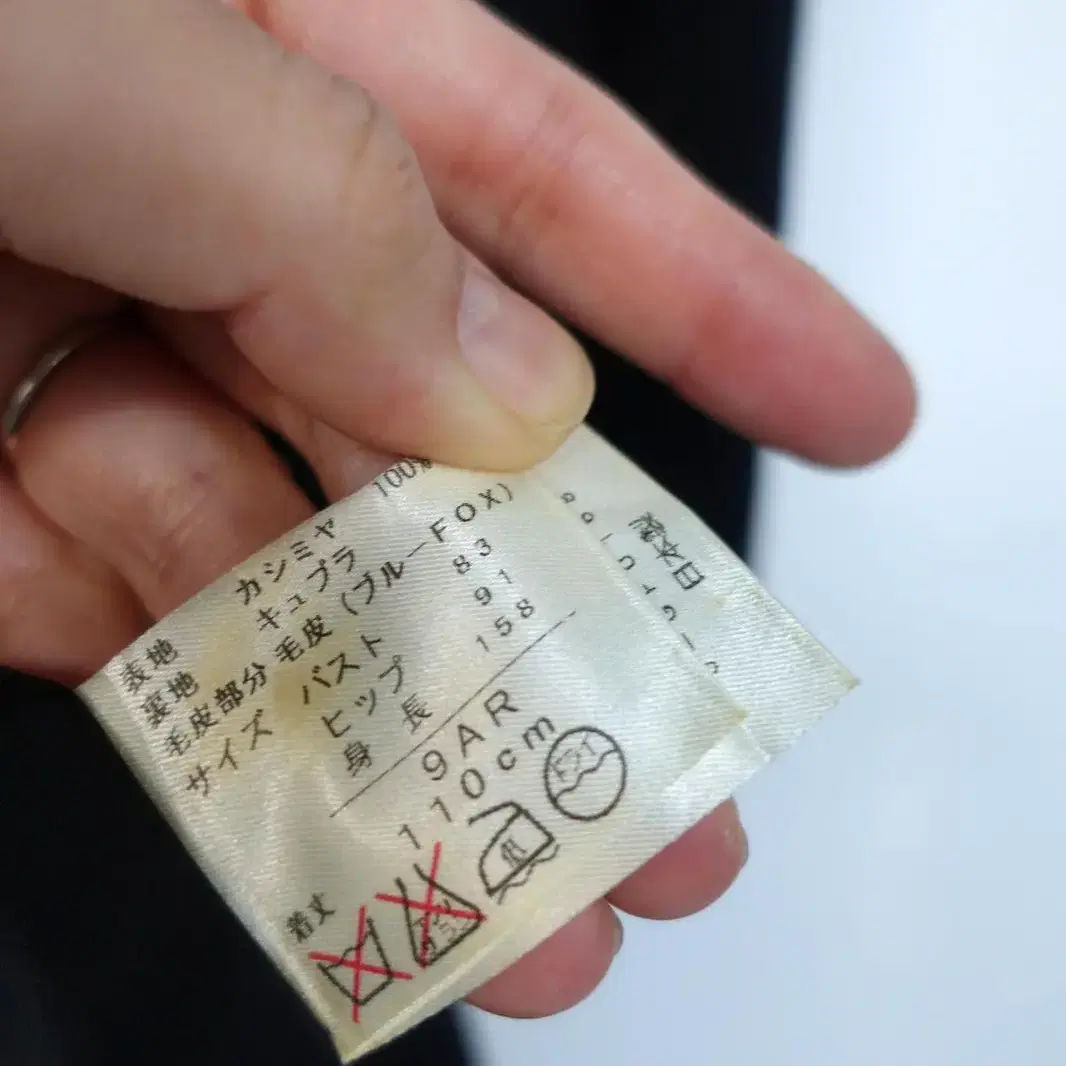 表地 カシミヤ 100%
裏地 キュプラ
毛皮部分 毛皮 (ブルーFOX)
サイズ バスト 83
ヒップ 91
身長 158
9AR
着丈 110cm
日本製